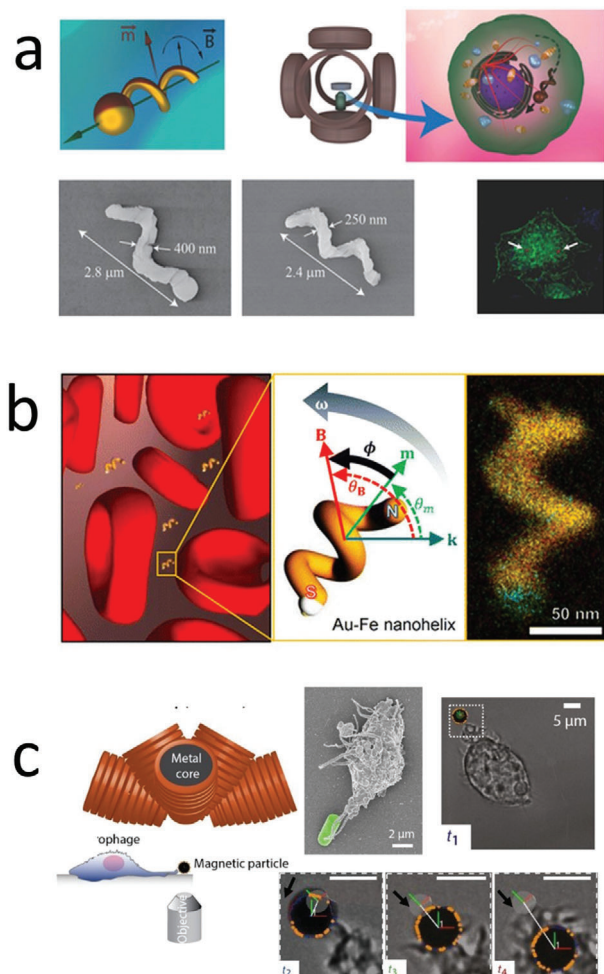 a
m
B
400 nm
2.8 µm
250 nm
2.4 µm
b
ω
B
ϕ
m
θB
θm
N
k
S
Au-Fe nanohelix
50 nm
c
Metal
core
2 µm
5 µm
t1
ophage
Magnetic particle
Objective
t2
t3
t4